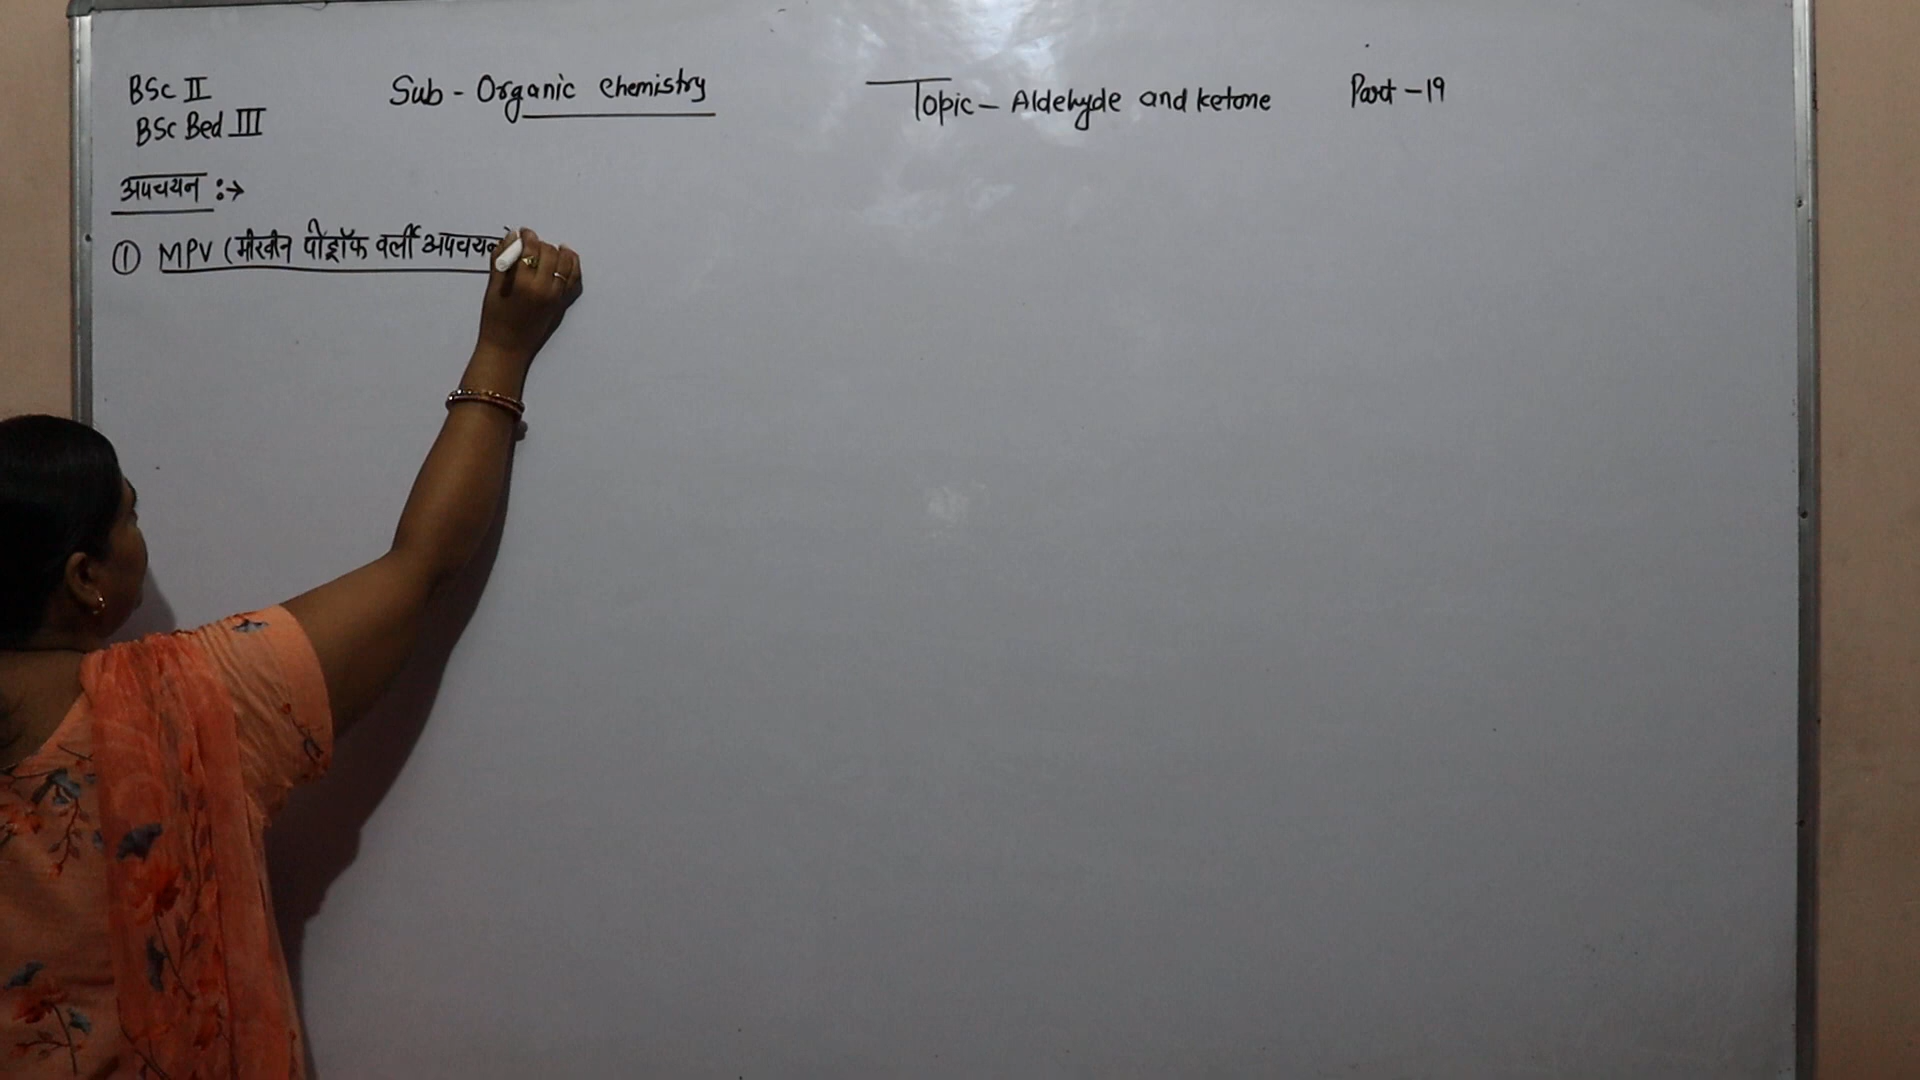 BSc II Sub - Organic chemistry Topic - Aldehyde and ketone Part - 19
BSc Bed III
अपचयन :→
① MPV (मीरवीन पोंड्रॉफ वर्ली अपचयन)